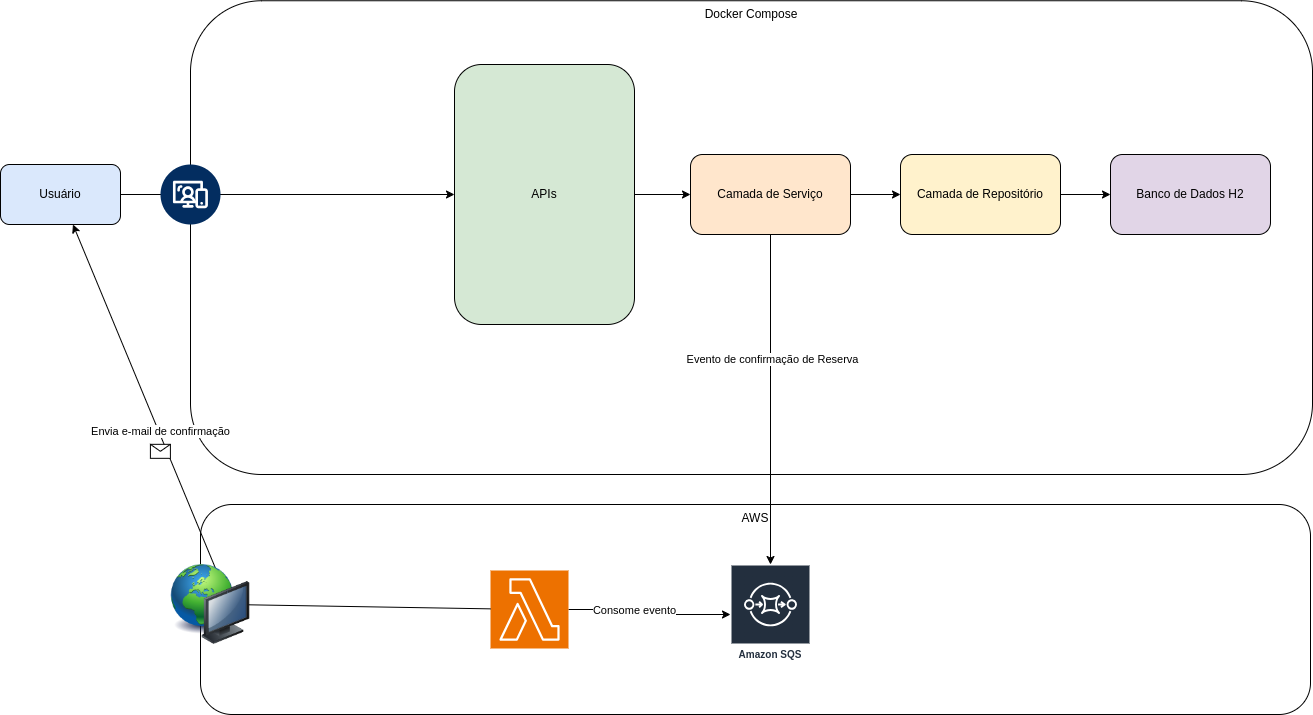 Docker Compose
Usuário
APIs
Camada de Serviço
Camada de Repositório
Banco de Dados H2
Evento de confirmação de Reserva
Envia e-mail de confirmação
AWS
Consome evento
Amazon SQS